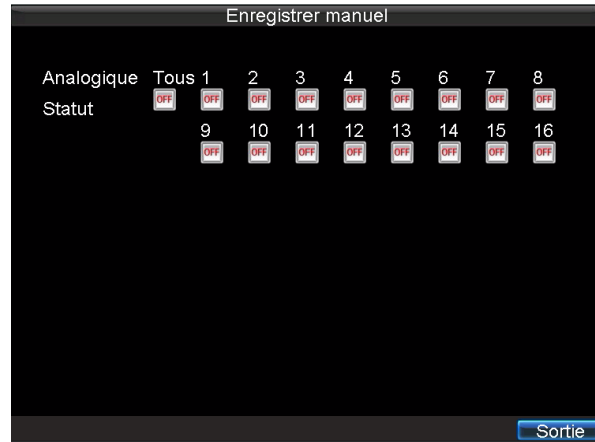 Enregistrer manuel
Analogique Tous 1 2 3 4 5 6 7 8
Statut OFF OFF OFF OFF OFF OFF OFF OFF OFF
9 10 11 12 13 14 15 16
OFF OFF OFF OFF OFF OFF OFF OFF
Sortie